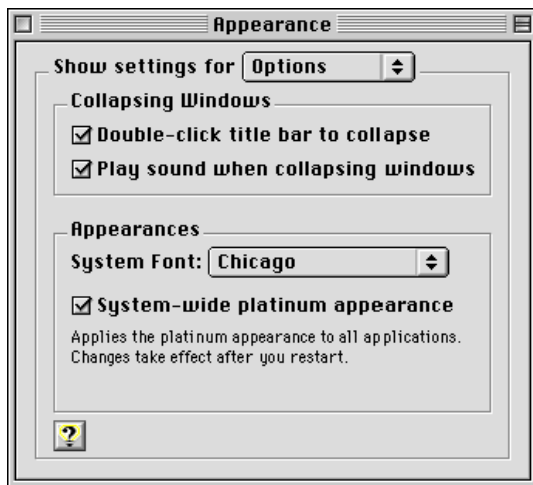 Appearance
Show settings for Options
Collapsing Windows
Double-click title bar to collapse
Play sound when collapsing windows
Appearances
System Font: Chicago
System-wide platinum appearance
Applies the platinum appearance to all applications.
Changes take effect after you restart.
?